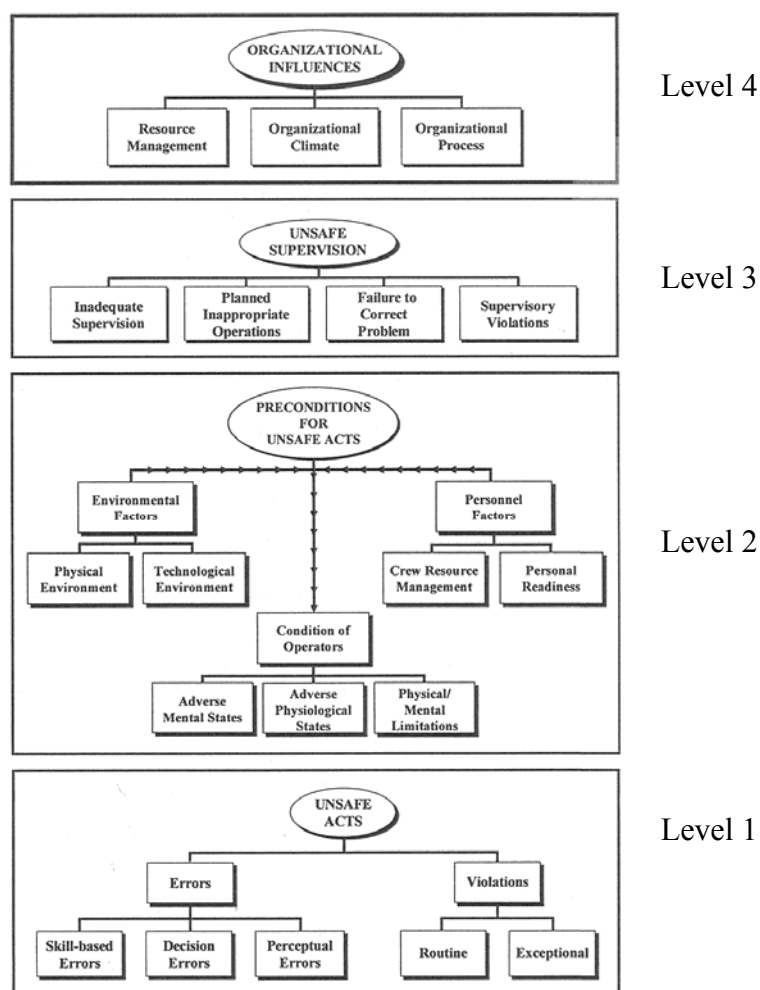 ORGANIZATIONAL
INFLUENCES
Level 4
Resource
Management
Organizational
Climate
Organizational
Process
UNSAFE
SUPERVISION
Level 3
Inadequate
Supervision
Planned
Inappropriate
Operations
Failure to
Correct
Problem
Supervisory
Violations
PRECONDITIONS
FOR
UNSAFE ACTS
Environmental
Factors
Personnel
Factors
Level 2
Physical
Environment
Technological
Environment
Crew Resource
Management
Personal
Readiness
Condition of
Operators
Adverse
Mental States
Adverse
Physiological
States
Physical/
Mental
Limitations
UNSAFE
ACTS
Level 1
Errors
Violations
Skill-based
Errors
Decision
Errors
Perceptual
Errors
Routine
Exceptional